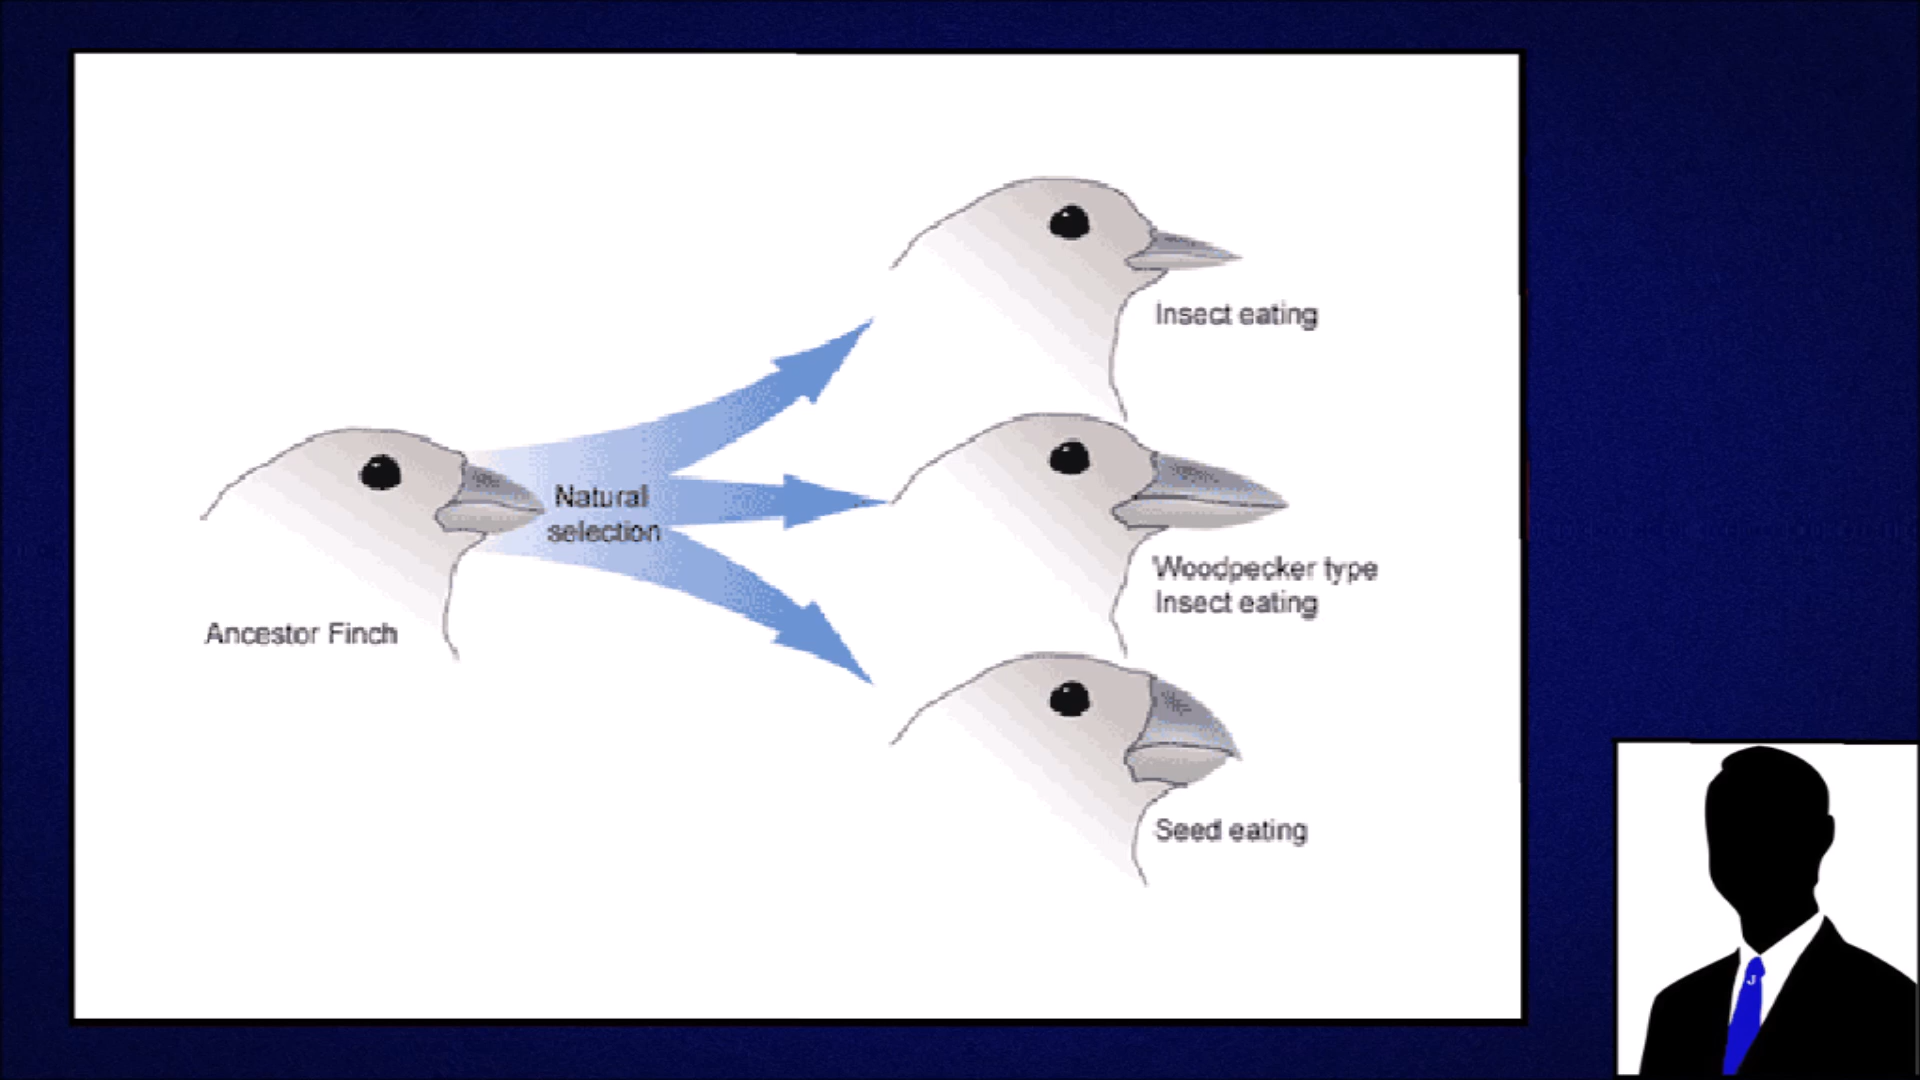 Insect eating
Natural
selection
Woodpecker type
Insect eating
Ancestor Finch
Seed eating
J